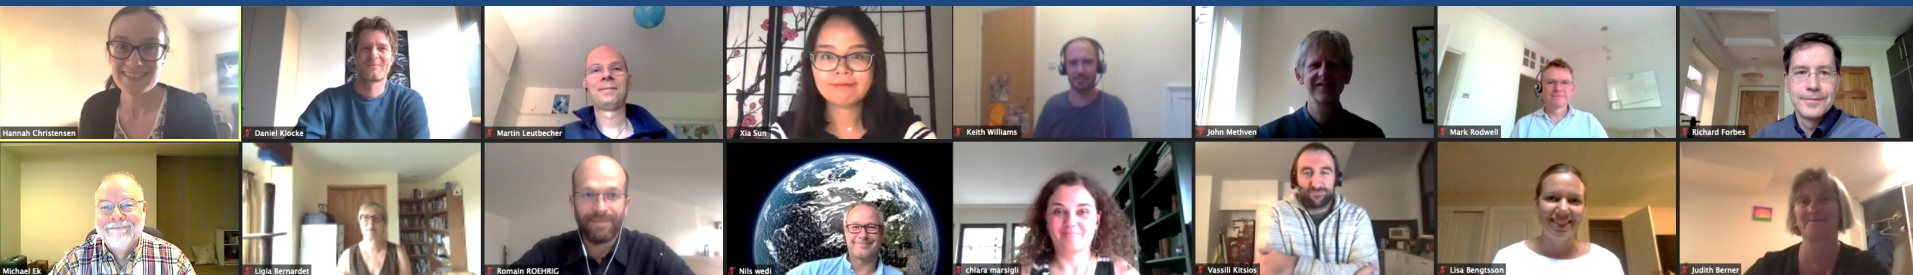 Hannah Christensen
Daniel Klocke
Martin Leutbecher
Xia Sun
Keith Williams
John Methven
Mark Rodwell
Richard Forbes
Michael Ek
Ligia Bernardet
Romain ROEHRIG
Nils wedi
chiara marsigli
Vassili Kitsios
Lisa Bengtsson
Judith Berner